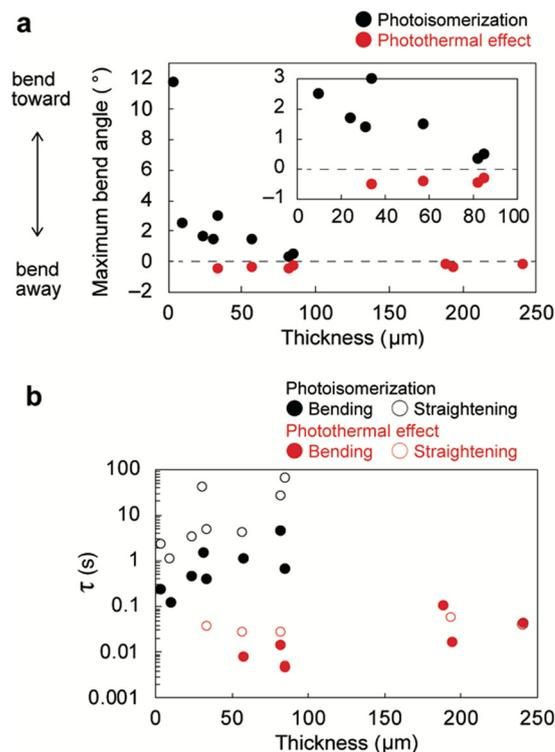 a
Photoisomerization
Photothermal effect
bend
toward
bend
away
Maximum bend angle (°)
12
10
8
6
4
2
0
–2
3
2
1
0
–1
0 20 40 60 80 100
0 50 100 150 200 250
Thickness (μm)
b
Photoisomerization
Bending Straightening
Photothermal effect
Bending Straightening
τ (s)
100
10
1
0.1
0.01
0.001
0 50 100 150 200 250
Thickness (μm)